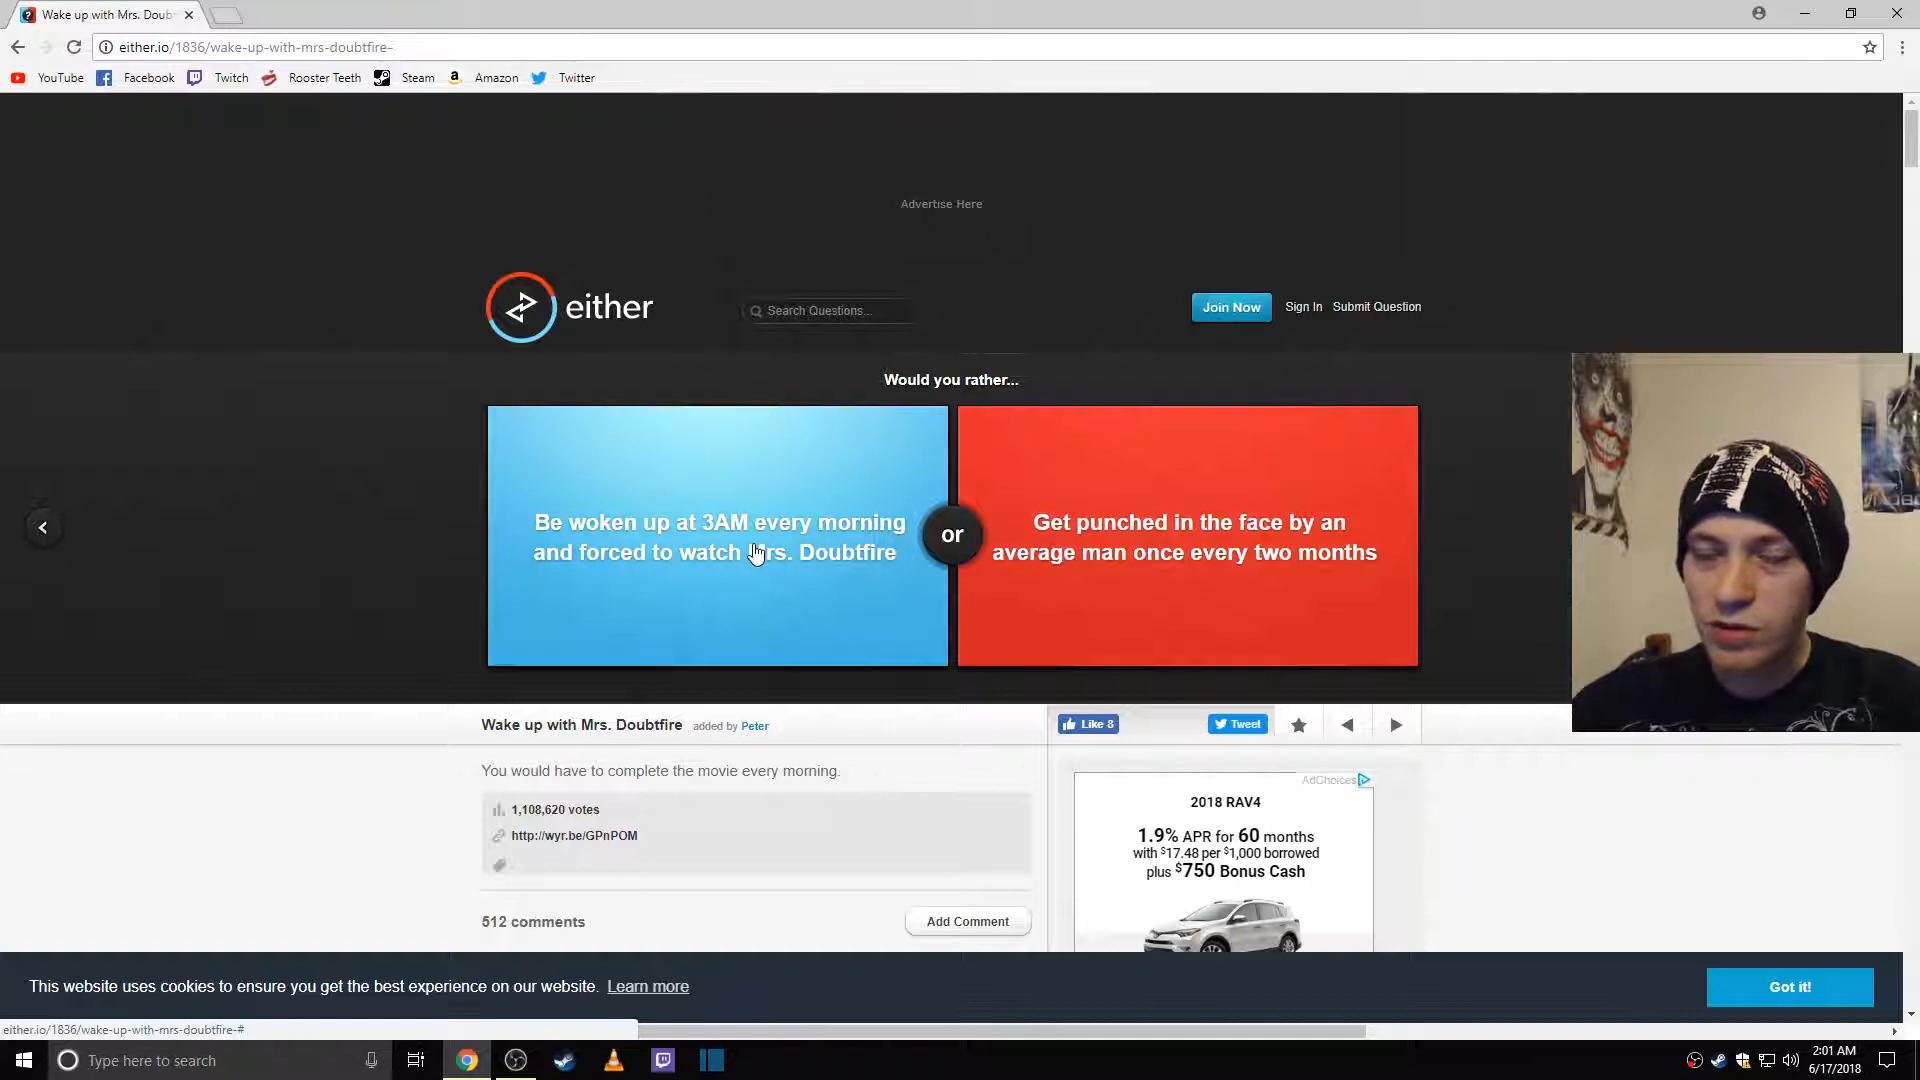 Wake up with Mrs. Doub
either.io/1836/wake-up-with-mrs-doubtfire-
YouTube
Facebook
Twitch
Rooster Teeth
Steam
Amazon
Twitter
Advertise Here
either
Search Questions...
Join Now
Sign In
Submit Question
Would you rather...
Be woken up at 3AM every morning
and forced to watch Mrs. Doubtfire
or
Get punched in the face by an
average man once every two months
Wake up with Mrs. Doubtfire added by Peter
Like 8
Tweet
You would have to complete the movie every morning.
1,108,620 votes
http://wyr.be/GPnPOM
512 comments
Add Comment
AdChoices
2018 RAV4
1.9% APR for 60 months
with $17.48 per $1,000 borrowed
plus $750 Bonus Cash
This website uses cookies to ensure you get the best experience on our website. Learn more
Got it!
either.io/1836/wake-up-with-mrs-doubtfire-#
Type here to search
2:01 AM
6/17/2018